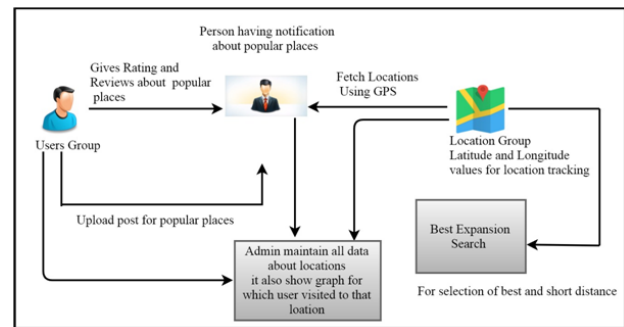 Person having notification
about popular places
Gives Rating and
Reviews about popular
places
Fetch Locations
Using GPS
Users Group
Location Group
Latitude and Longitude
values for location tracking
Upload post for popular places
Best Expansion
Search
Admin maintain all data
about locations
it also show graph for
which user visited to that
loation
For selection of best and short distance